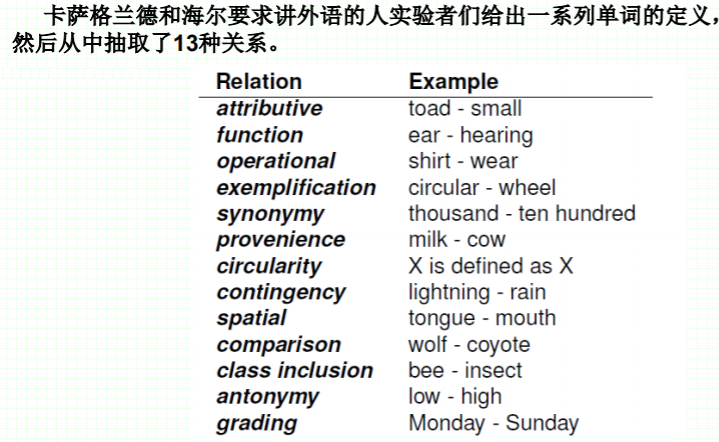 卡萨格兰德和海尔要求讲外语的人实验者们给出一系列单词的定义，
然后从中抽取了13种关系。
Relation Example
attributive toad - small
function ear - hearing
operational shirt - wear
exemplification circular - wheel
synonymy thousand - ten hundred
provenience milk - cow
circularity X is defined as X
contingency lightning - rain
spatial tongue - mouth
comparison wolf - coyote
class inclusion bee - insect
antonymy low - high
grading Monday - Sunday